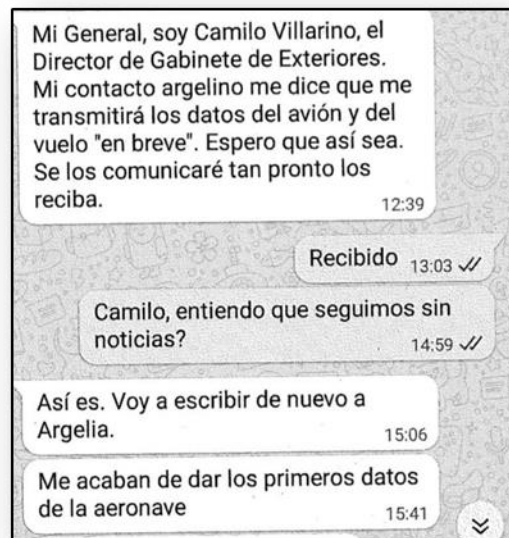 Mi General, soy Camilo Villarino, el
Director de Gabinete de Exteriores.
Mi contacto argelino me dice que me
transmitirá los datos del avión y del
vuelo "en breve". Espero que así sea.
Se los comunicaré tan pronto los
reciba.
12:39
Recibido 13:03
Camilo, entiendo que seguimos sin
noticias?
14:59
Así es. Voy a escribir de nuevo a
Argelia.
15:06
Me acaban de dar los primeros datos
de la aeronave
15:41